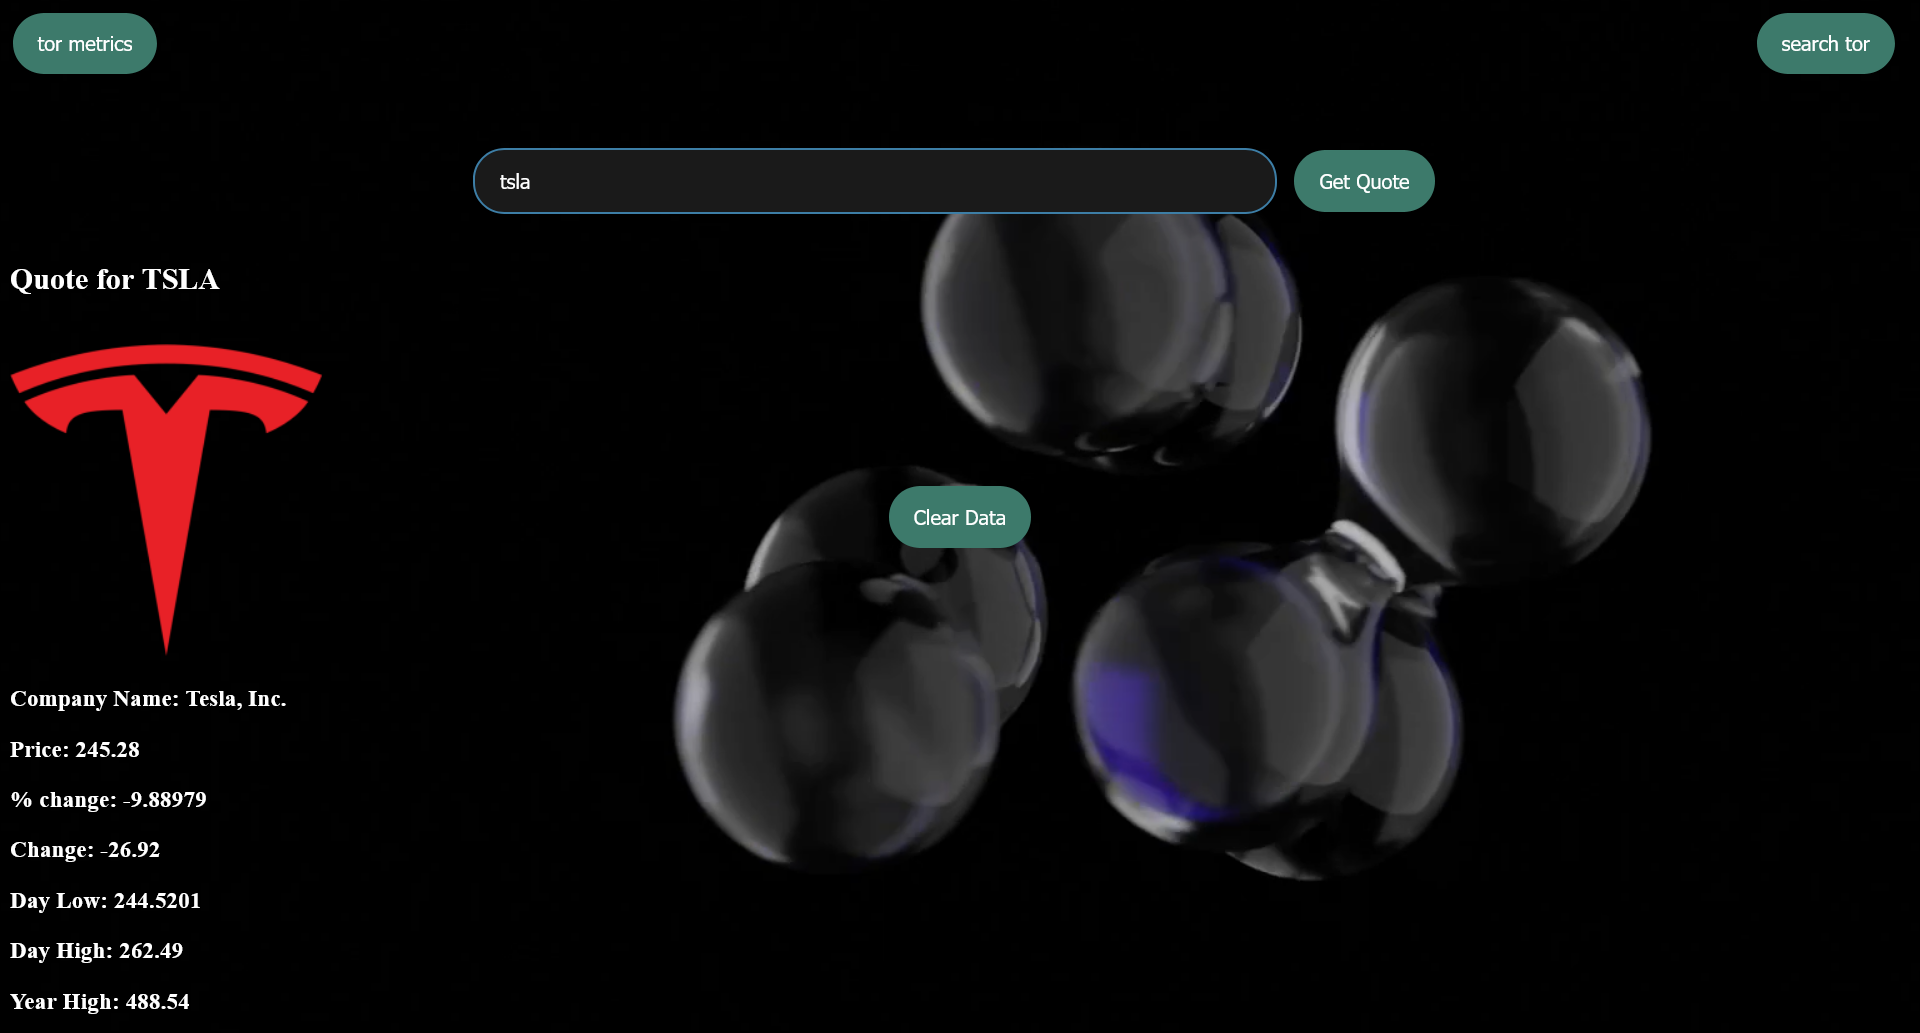 tor metrics
search tor
tsla
Get Quote
Quote for TSLA
Clear Data
Company Name: Tesla, Inc.
Price: 245.28
% change: -9.88979
Change: -26.92
Day Low: 244.5201
Day High: 262.49
Year High: 488.54